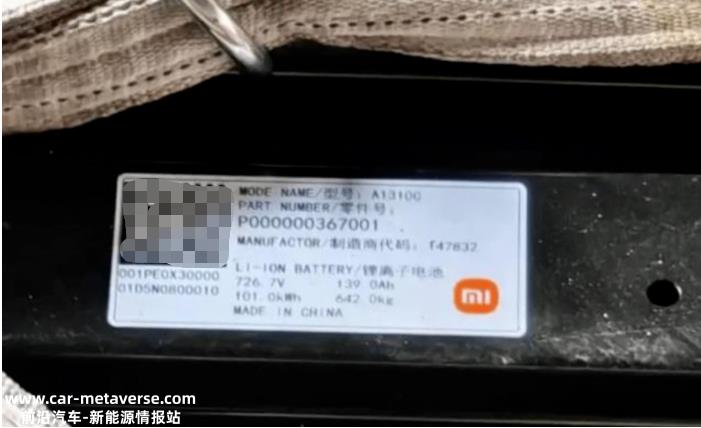 MODE NAME/型号: A1310G
PART NUMBER/零件号:
P000000367001
MANUFACTOR/制造商代码: f47832
001PE0X30000
01D5N0800010
LI-ION BATTERY/锂离子电池
726.7V 139.0Ah
101.0kWh 642.0kg
MADE IN CHINA
mi
www.car-metaverse.com
前沿汽车-新能源情报站